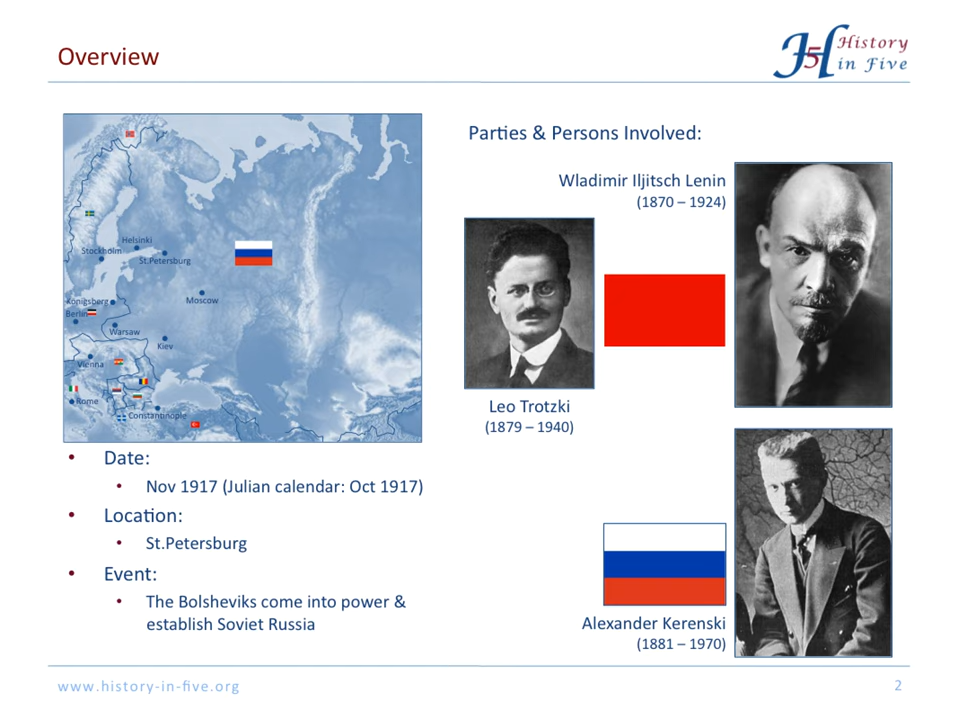 Overview
History
in Five
Helsinki
Stockholm
St.Petersburg
Königsberg
Moscow
Berlin
Warsaw
Kiev
Vienna
Rome
Constantinople
• Date:
• Nov 1917 (Julian calendar: Oct 1917)
• Location:
• St.Petersburg
• Event:
• The Bolsheviks come into power &
establish Soviet Russia
Parties & Persons Involved:
Wladimir Iljitsch Lenin
(1870 – 1924)
Leo Trotzki
(1879 – 1940)
Alexander Kerenski
(1881 – 1970)
www.history-in-five.org
2